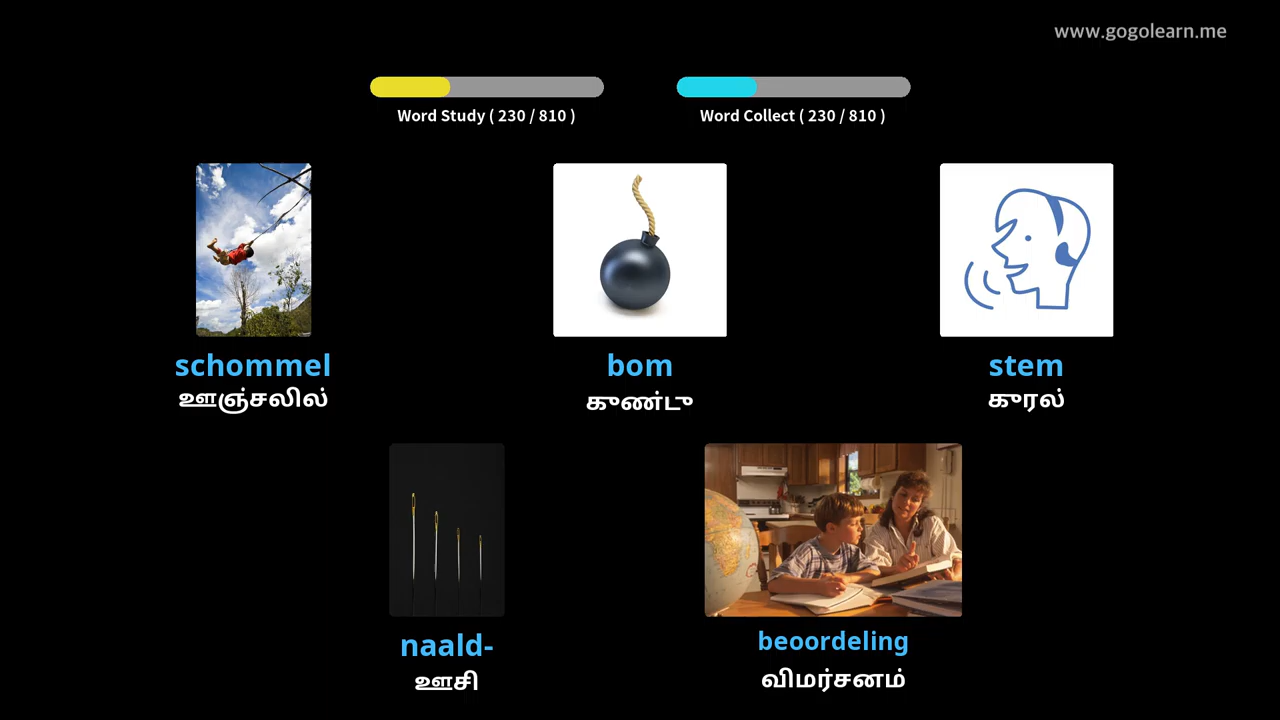 www.gogolearn.me
Word Study ( 230 / 810 )
Word Collect ( 230 / 810 )
schommel
ஊஞ்சலில்
bom
குண்டு
stem
குரல்
naald-
ஊசி
beoordeling
விமர்சனம்